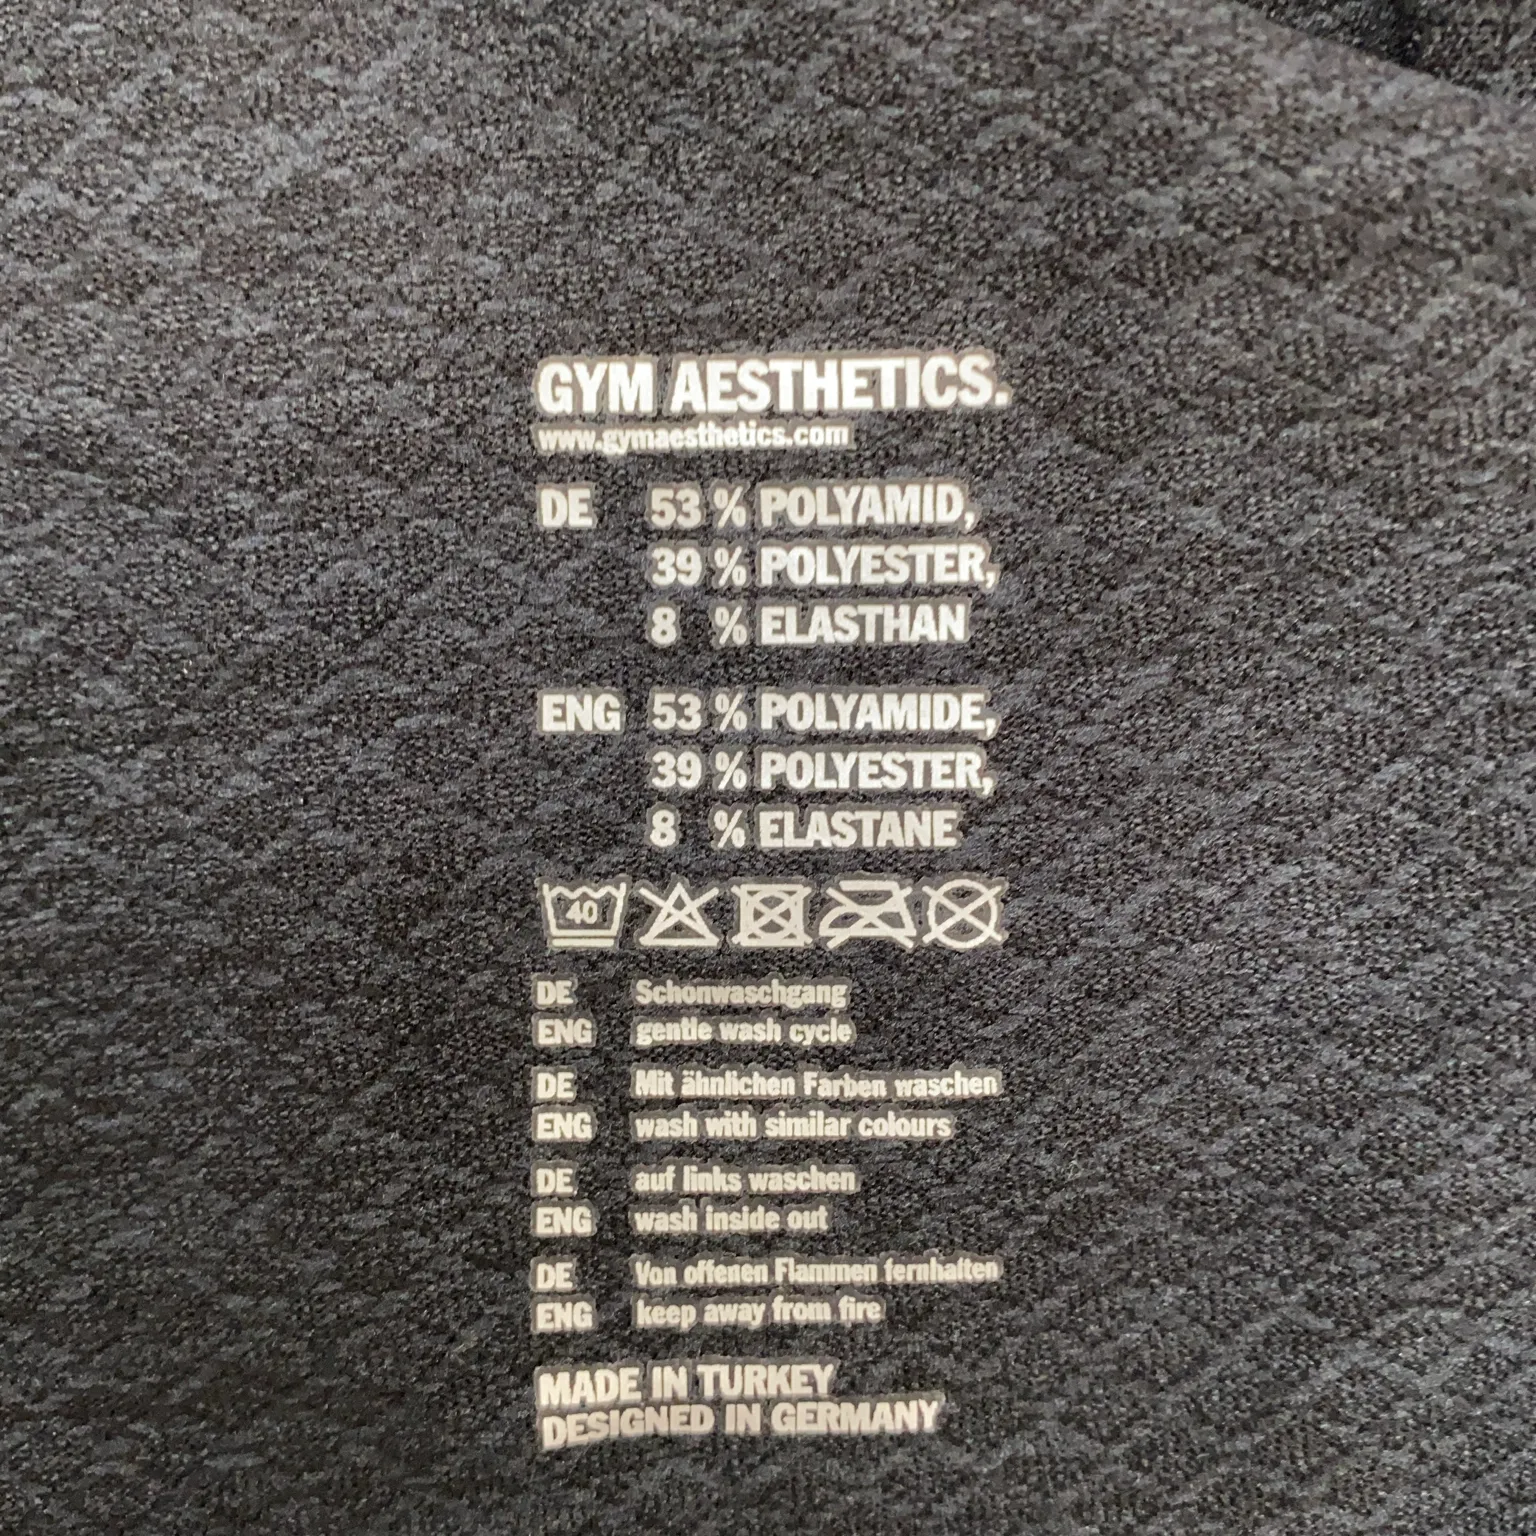 GYM AESTHETICS.
www.gymaesthetics.com
DE 53 % POLYAMID,
39 % POLYESTER,
8 % ELASTHAN
ENG 53 % POLYAMIDE,
39 % POLYESTER,
8 % ELASTANE
40
DE Schonwaschgang
ENG gentle wash cycle
DE Mit ähnlichen Farben waschen
ENG wash with similar colours
DE auf links waschen
ENG wash inside out
DE Von offenen Flammen fernhalten
ENG keep away from fire
MADE IN TURKEY
DESIGNED IN GERMANY